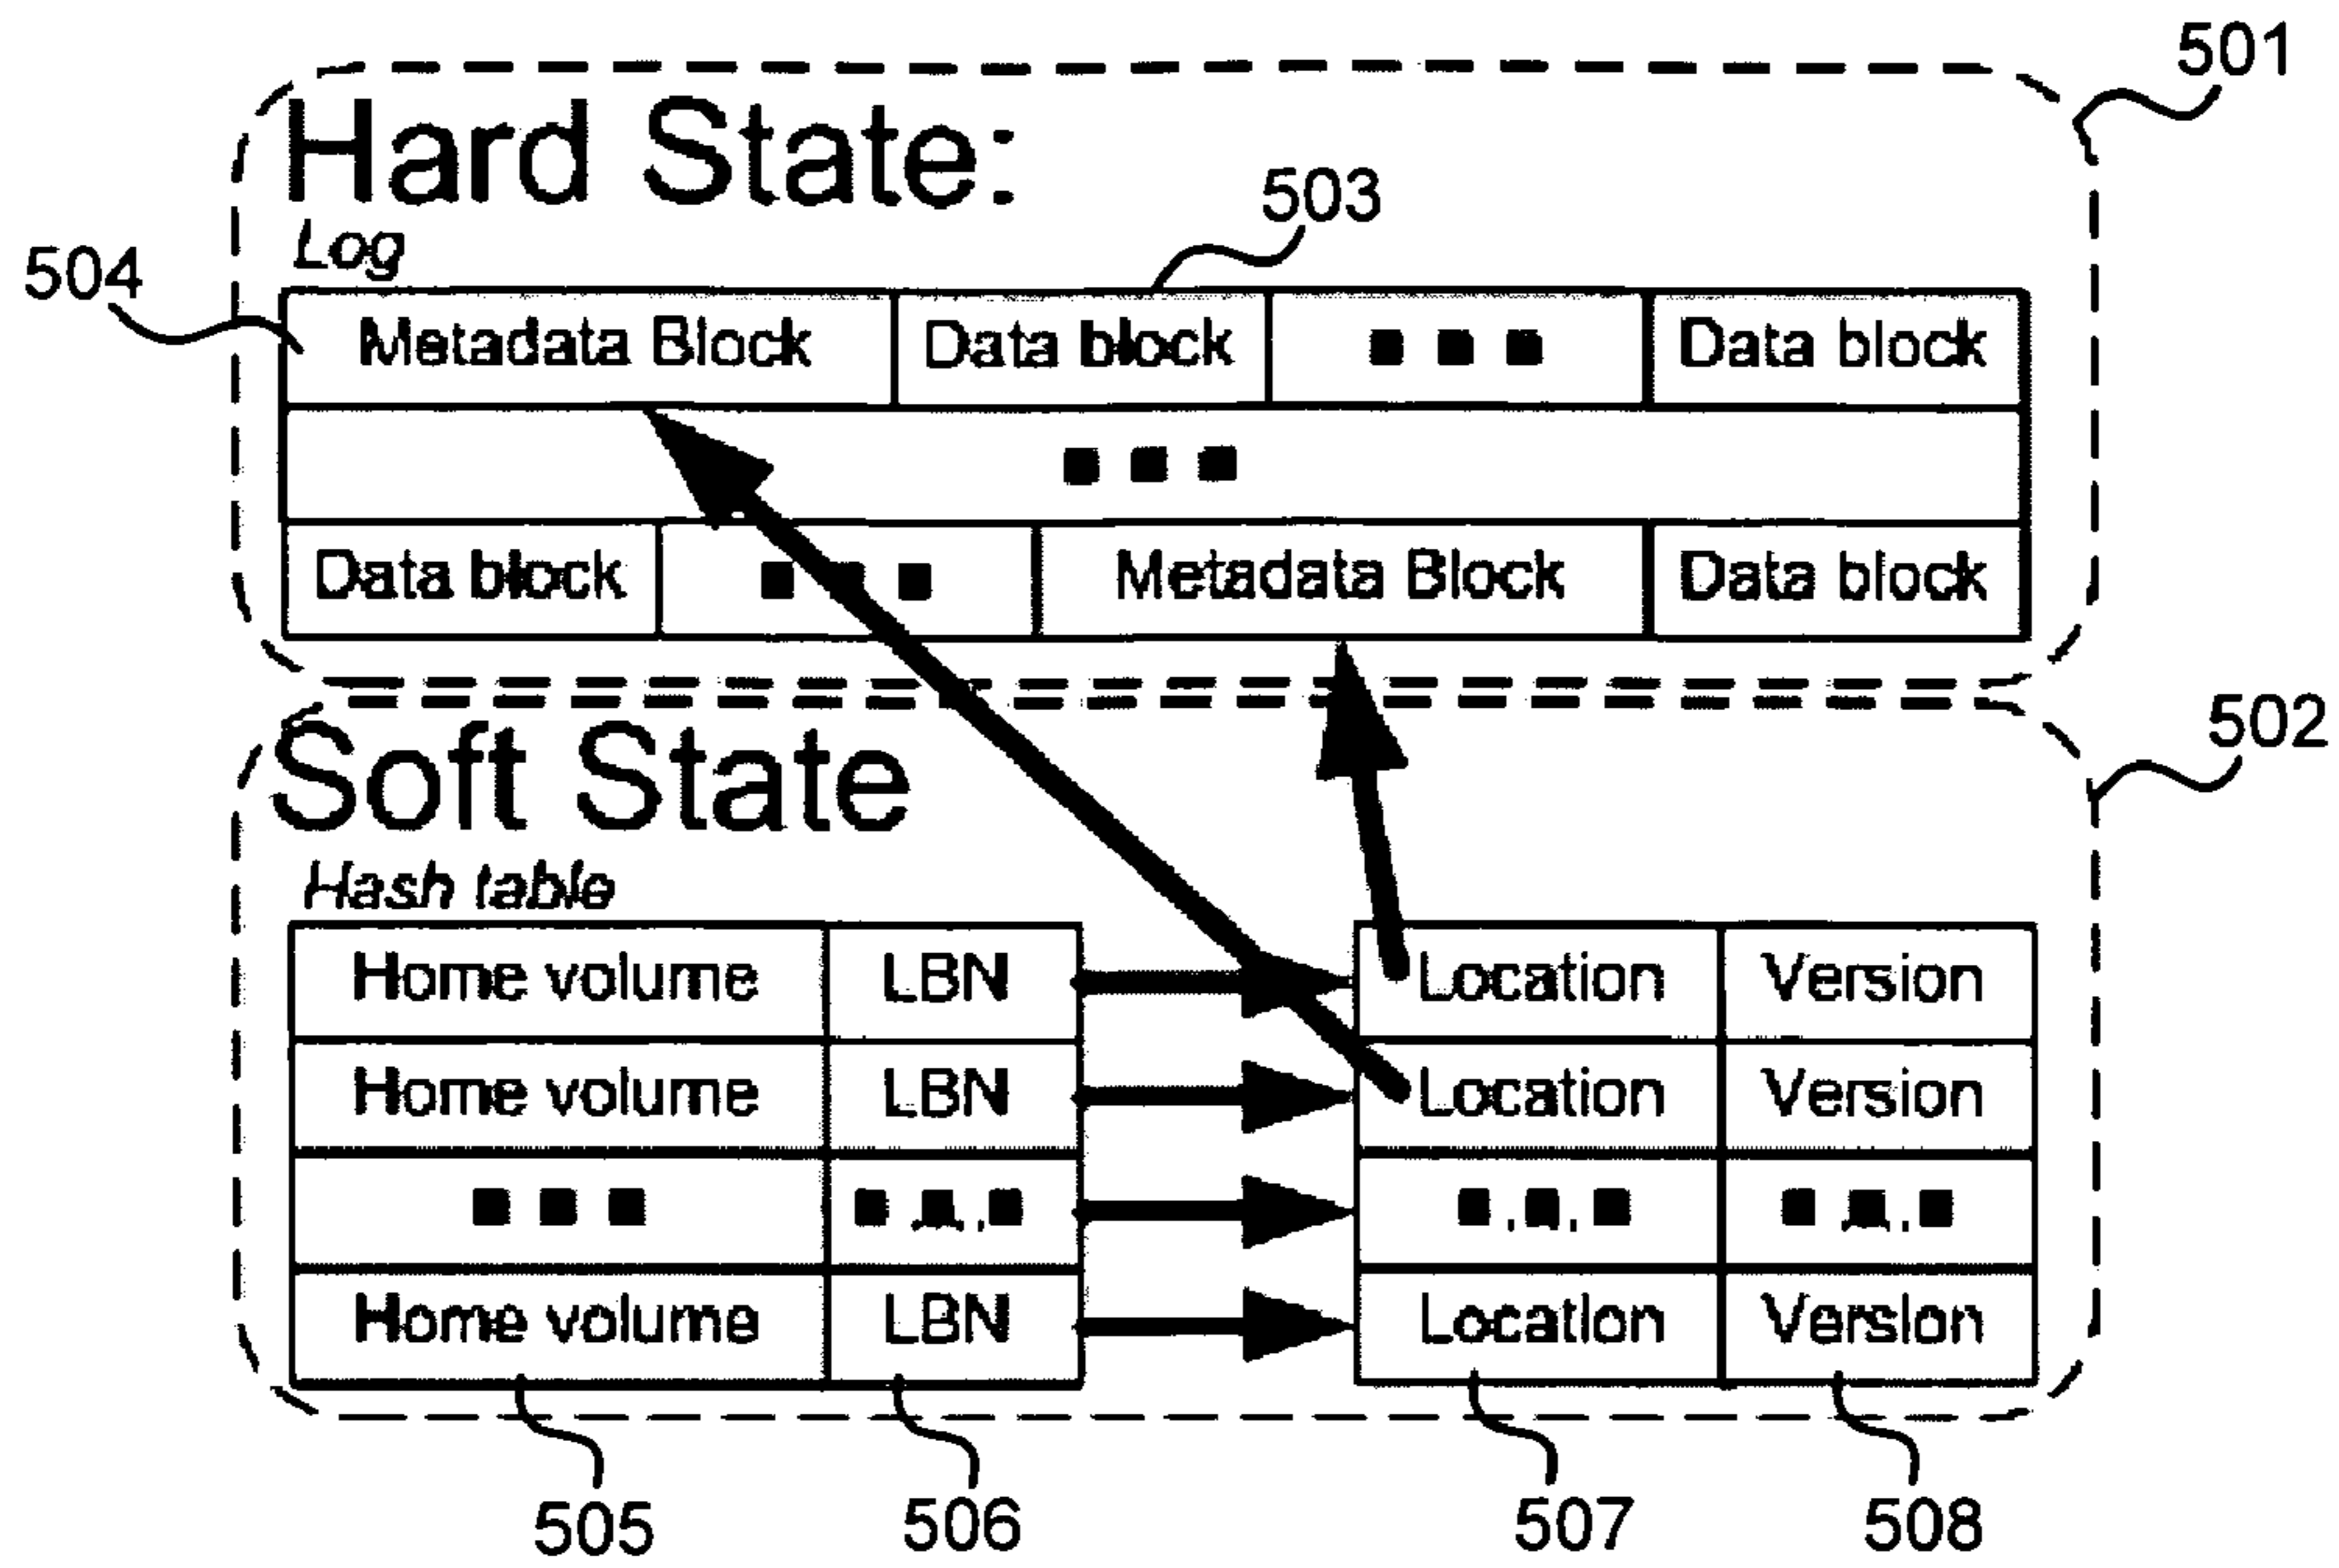 501
Hard State:
503
Log
504
Metadata Block Data block ■ ■ ■ Data block
■ ■ ■
Data block ■ ■ ■ Metadata Block Data block
502
Soft State
Hash table
Home volume LBN Location Version
Home volume LBN Location Version
■ ■ ■ ■ ■ ■ ■ ■ ■ ■ ■ ■
Home volume LBN Location Version
505 506 507 508